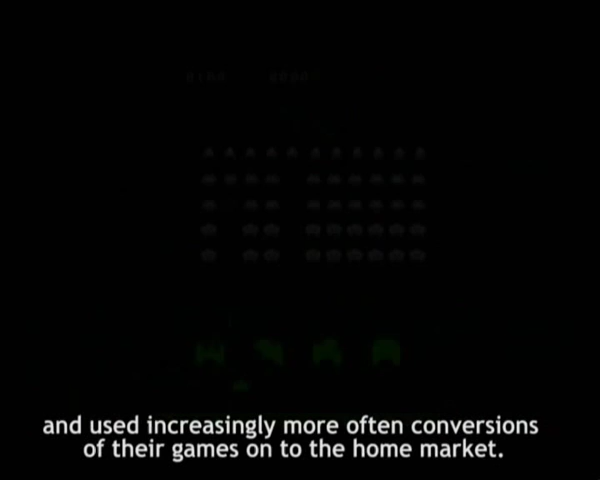 and used increasingly more often conversions
of their games on to the home market.